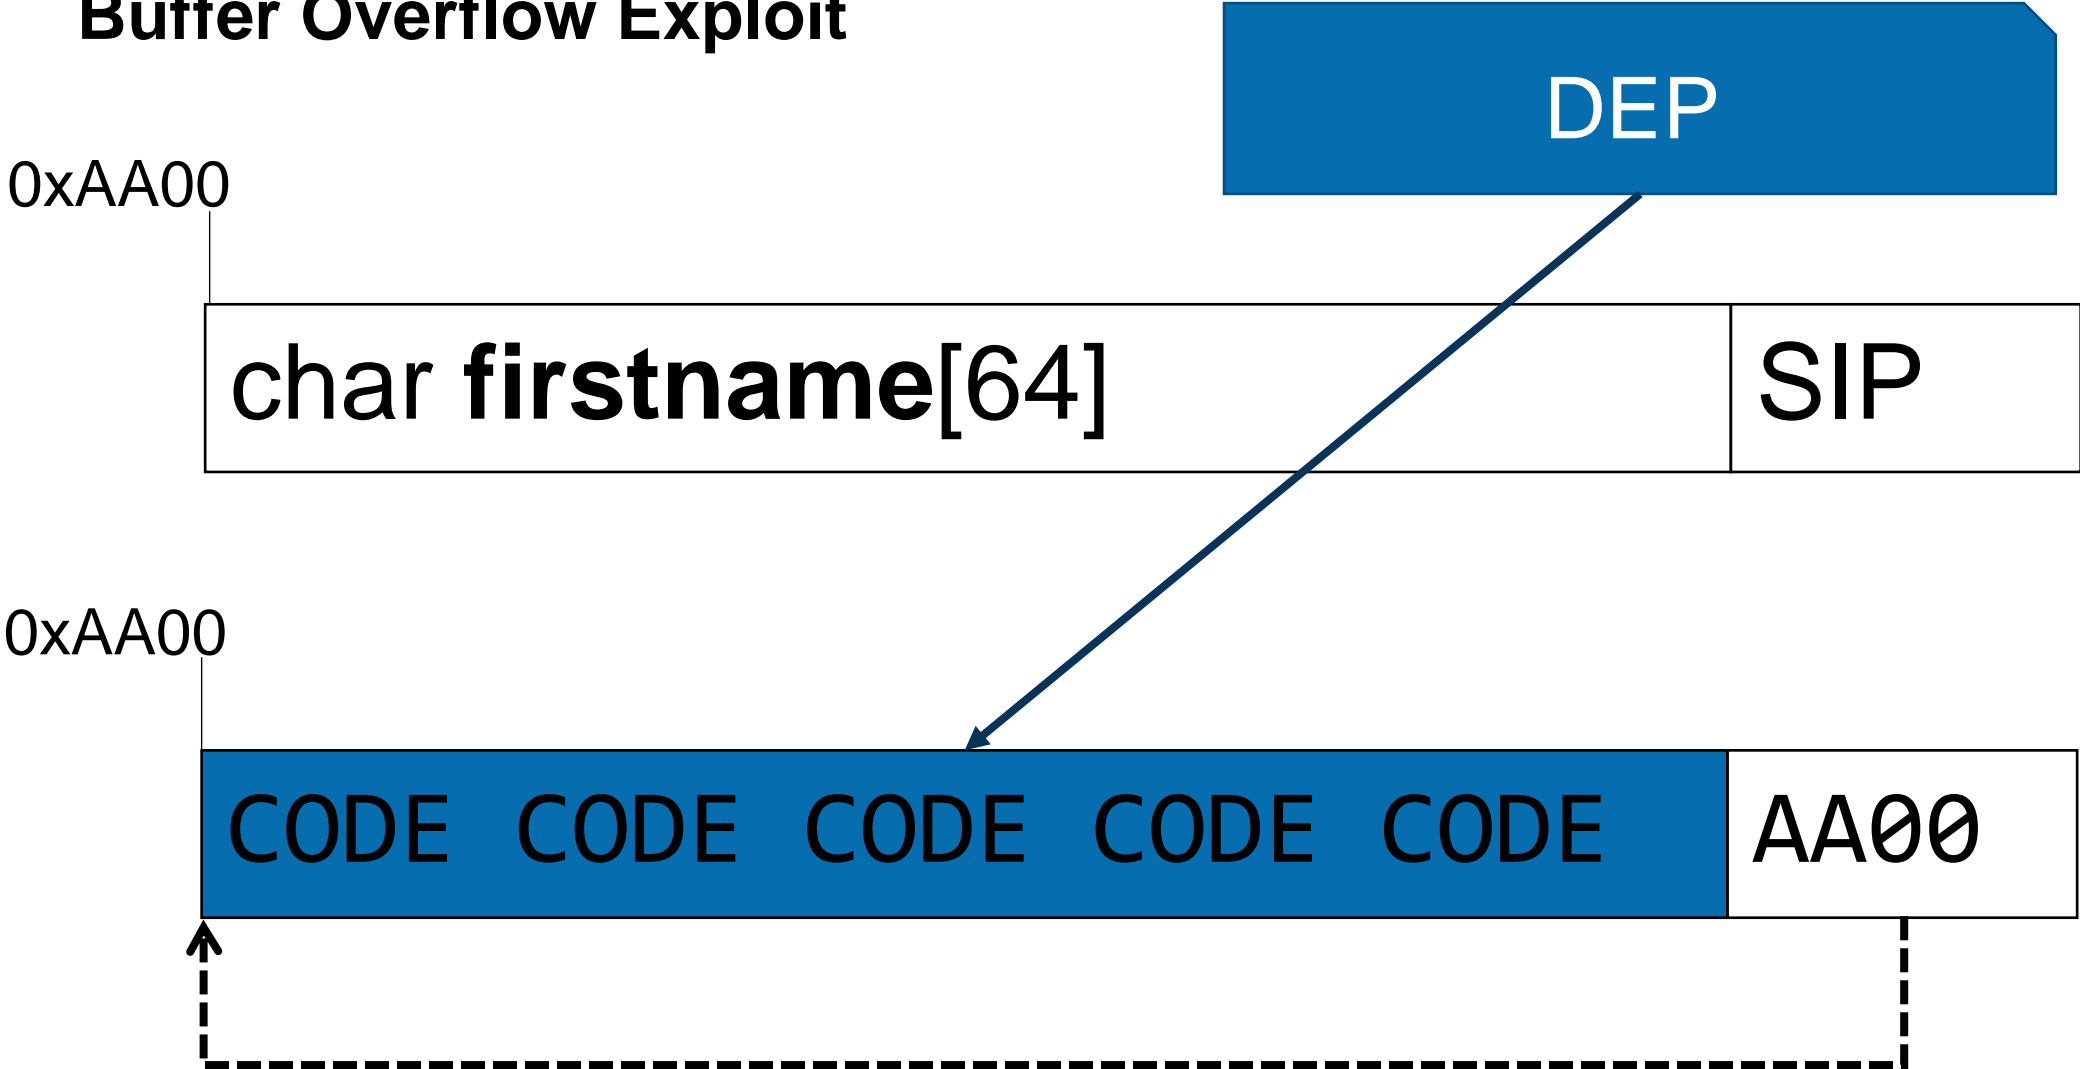 Buffer Overflow Exploit
DEP
0xAA00
char firstname[64] SIP
0xAA00
CODE CODE CODE CODE CODE AA00